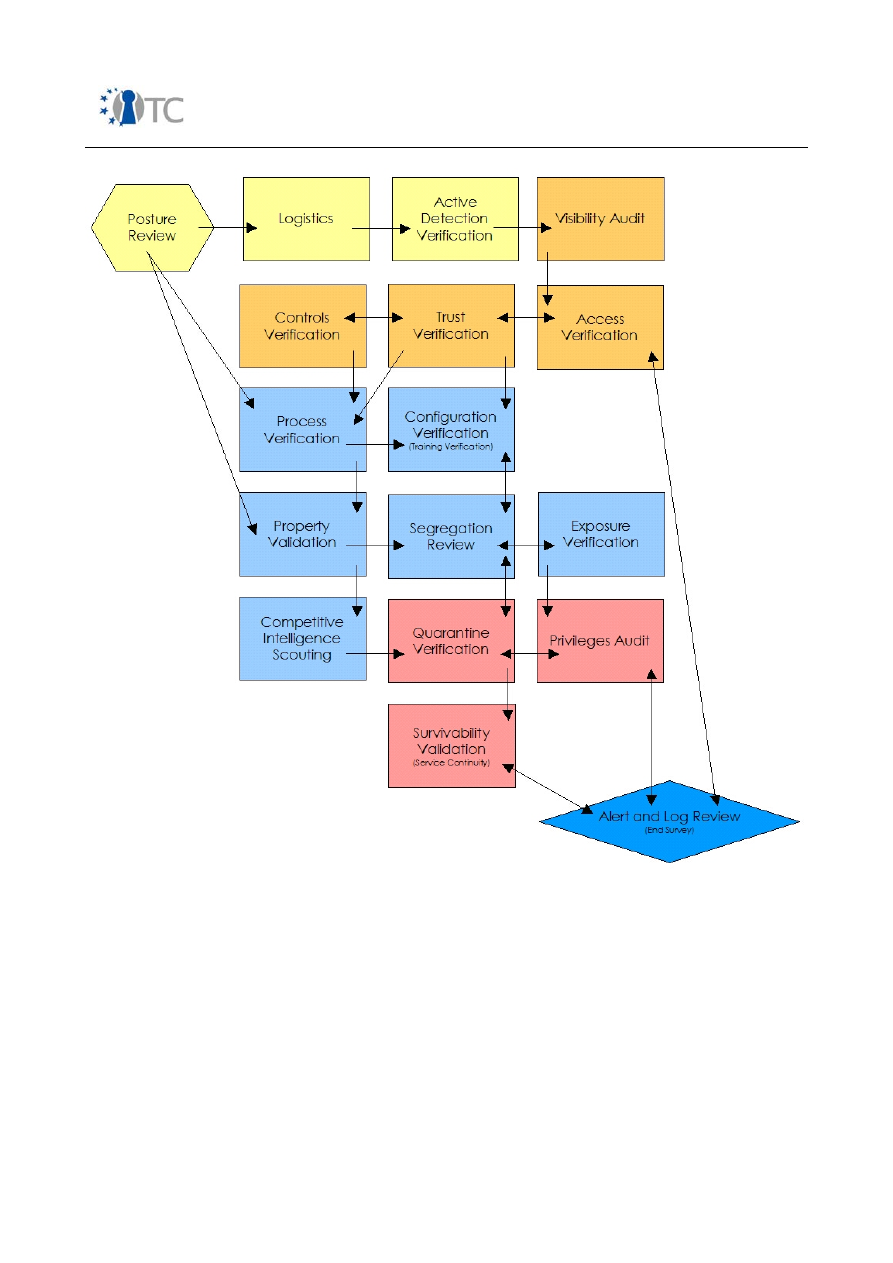 TC
Posture
Review
Logistics
Active
Detection
Verification
Visibility Audit
Controls
Verification
Trust
Verification
Access
Verification
Process
Verification
Configuration
Verification
(Training Verification)
Property
Validation
Segregation
Review
Exposure
Verification
Competitive
Intelligence
Scouting
Quarantine
Verification
Privileges Audit
Survivability
Validation
(Service Continuity)
Alert and Log Review
(End Survey)